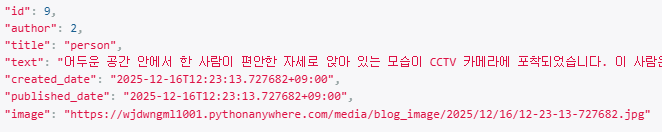 "id": 9,
"author": 2,
"title": "person",
"text": "어두운 공간 안에서 한 사람이 편안한 자세로 앉아 있는 모습이 CCTV 카메라에 포착되었습니다. 이 사람은
"created_date": "2025-12-16T12:23:13.727682+09:00",
"published_date": "2025-12-16T12:23:13.727682+09:00",
"image": "https://wjdwngml1001.pythonanywhere.com/media/blog_image/2025/12/16/12-23-13-727682.jpg"